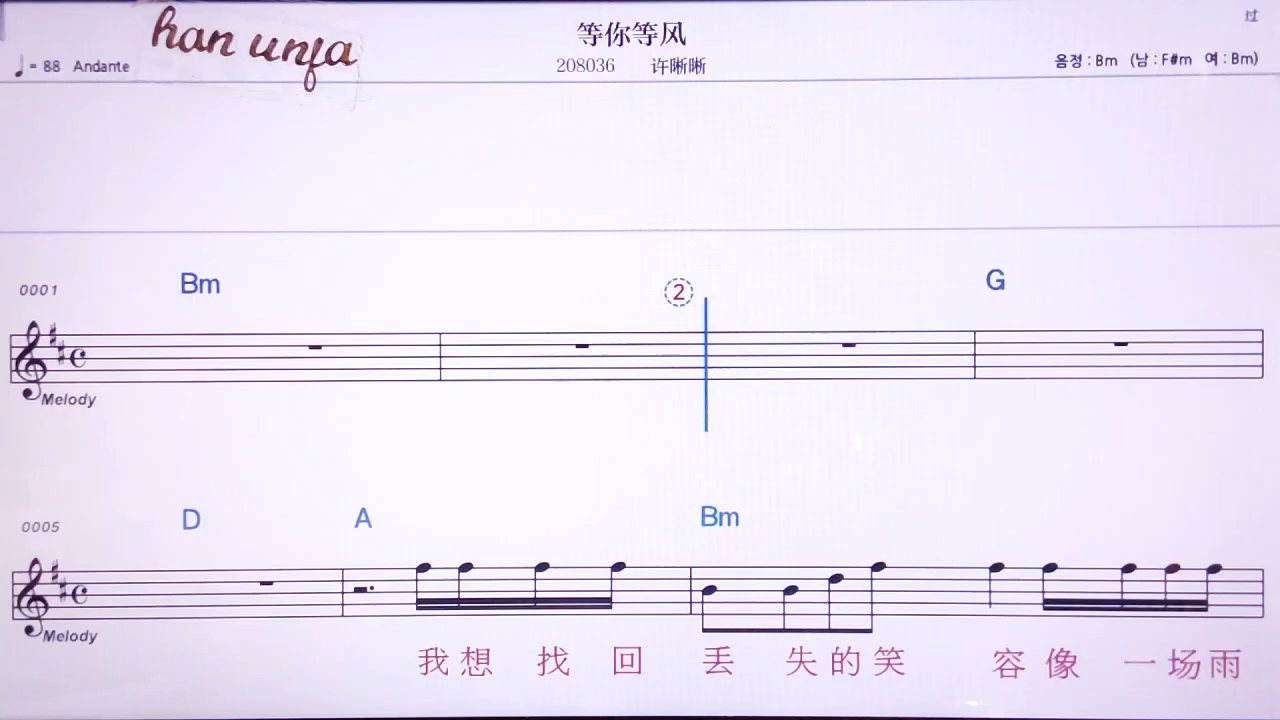 han unfa
等你等风
过
♩= 88 Andante
208036 许晰晰
음정 : Bm (남 : F#m 여 : Bm)
0001 Bm ② G
Melody
0005 D A Bm
Melody
我想 找 回 丢 失的笑 容像 一场雨